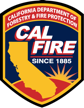 CALIFORNIA DEPARTMENT OF
FORESTRY & FIRE PROTECTION
CAL
FIRE
SINCE 1885